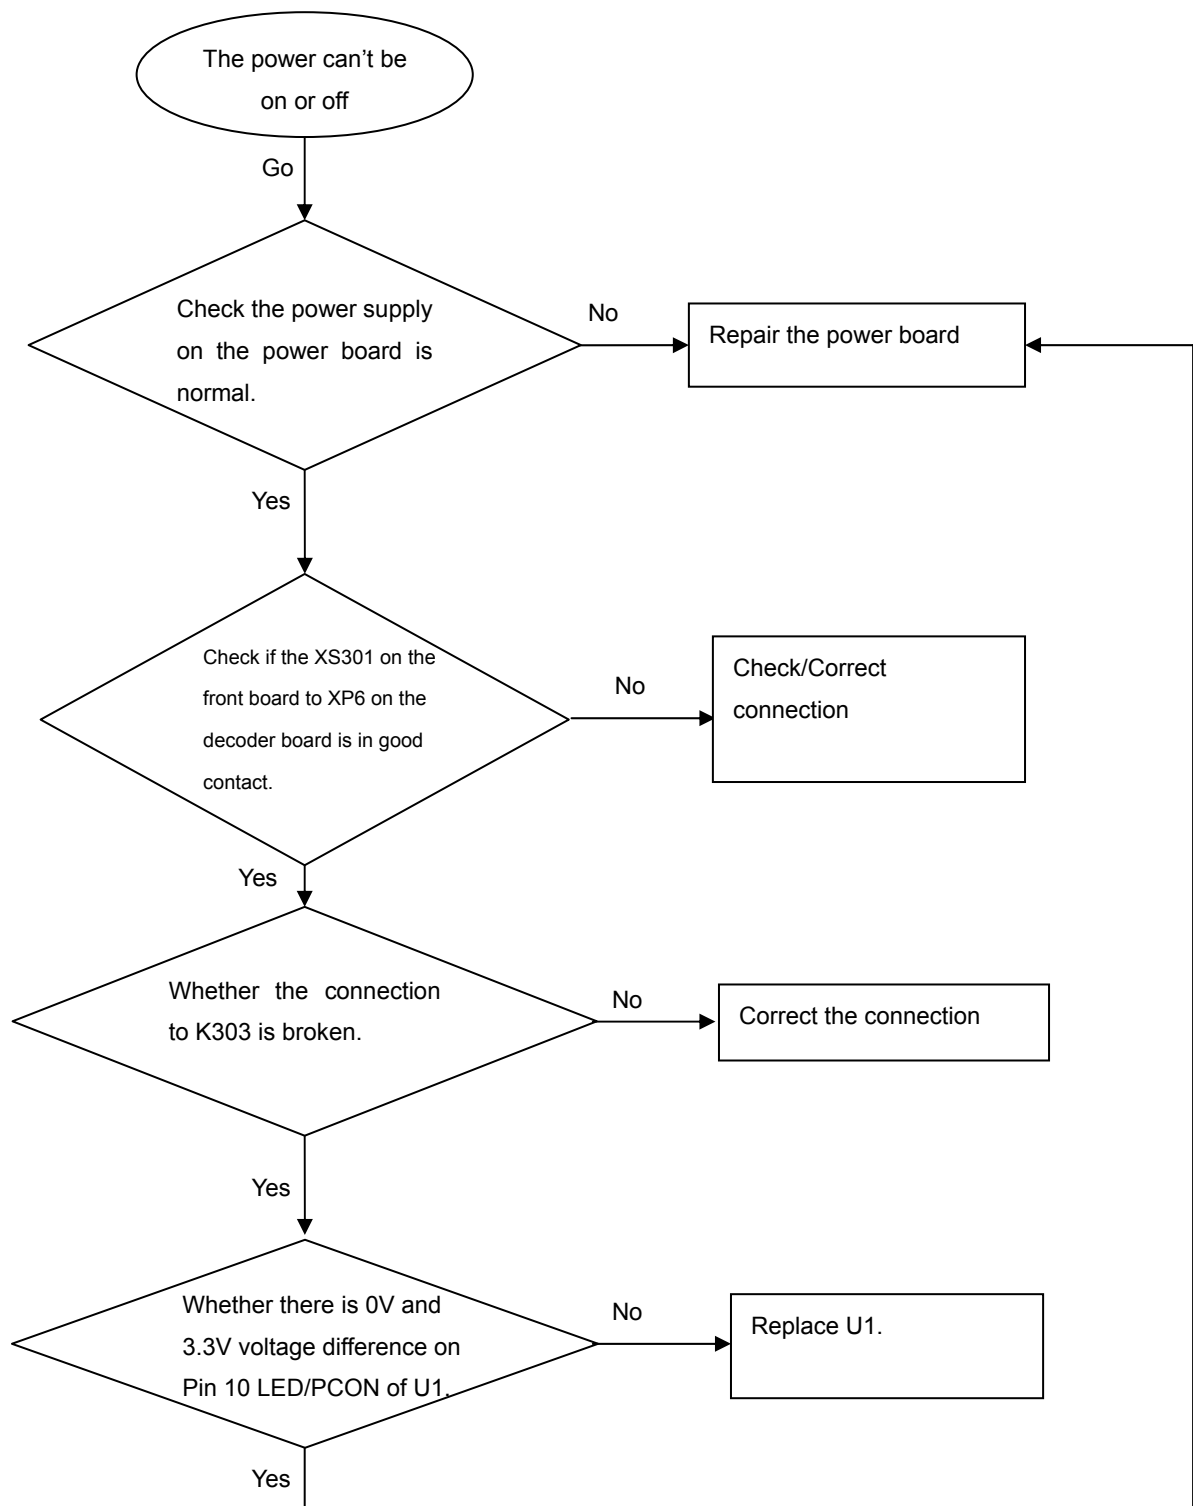 The power can't be
on or off
Go
Check the power supply
on the power board is
normal.
No
Repair the power board
Yes
Check if the XS301 on the
front board to XP6 on the
decoder board is in good
contact.
No
Check/Correct
connection
Yes
Whether the connection
to K303 is broken.
No
Correct the connection
Yes
Whether there is 0V and
3.3V voltage difference on
Pin 10 LED/PCON of U1.
No
Replace U1.
Yes